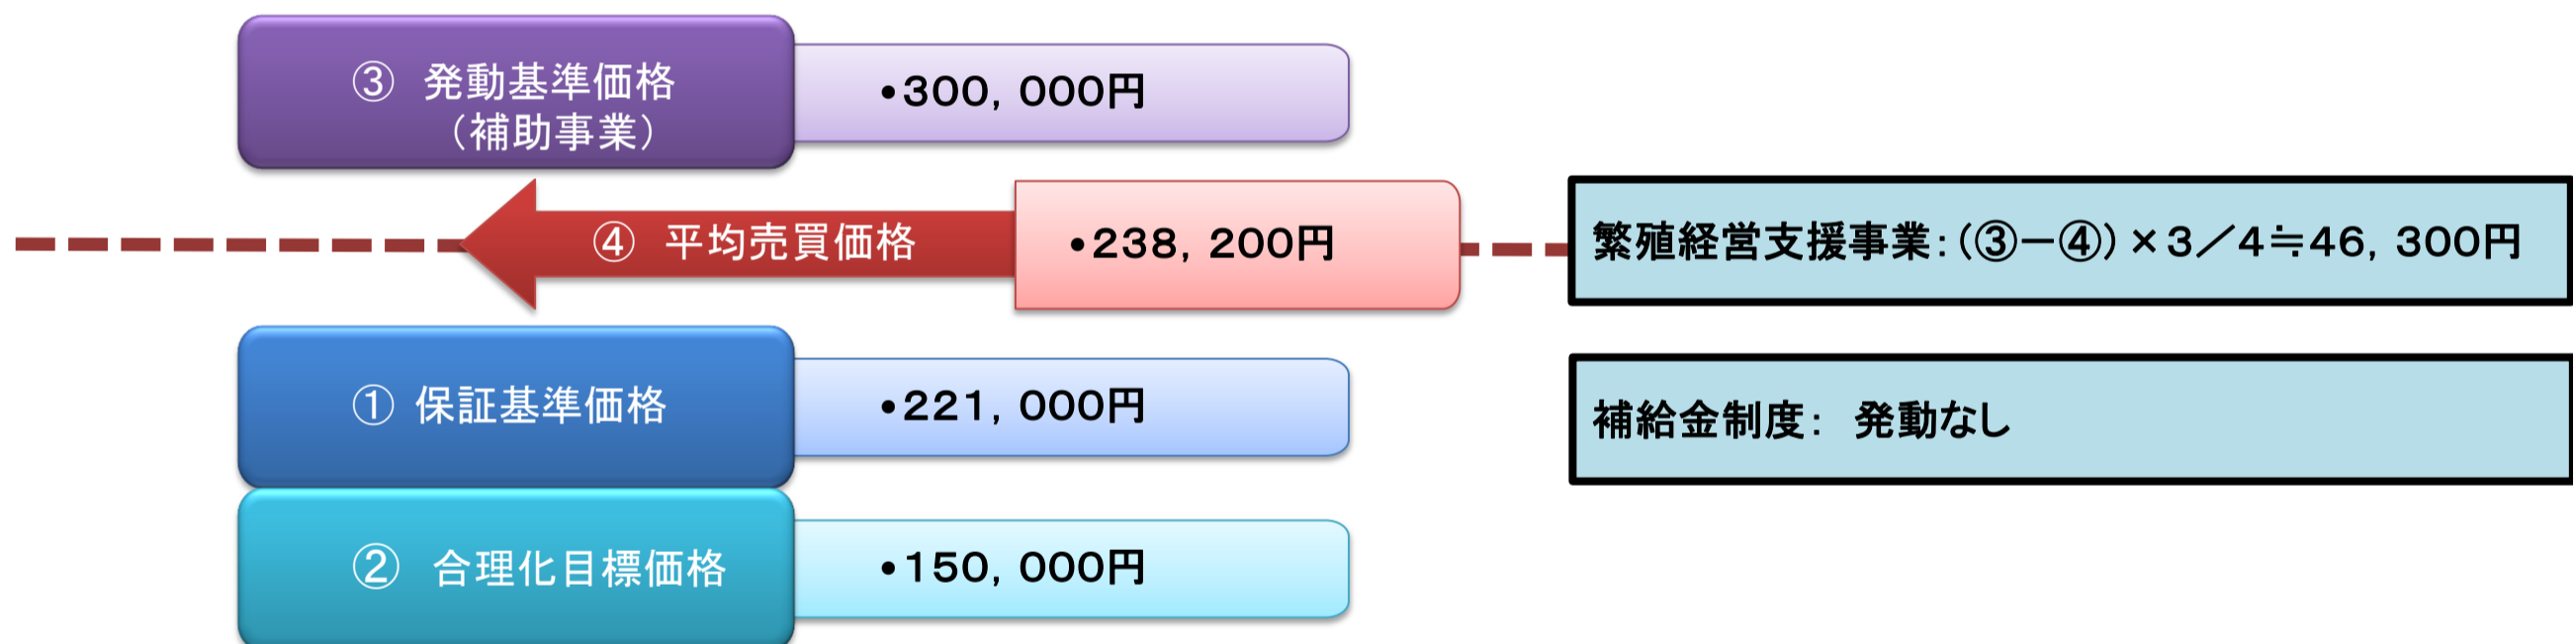 ③ 発動基準価格
（補助事業）
•300，000円
④ 平均売買価格
•238，200円
繁殖経営支援事業：（③－④）×3／4≒46，300円
① 保証基準価格
•221，000円
補給金制度： 発動なし
② 合理化目標価格
•150，000円